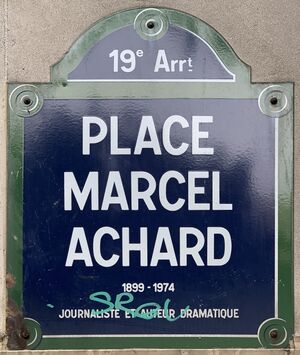 19e Arrt
PLACE
MARCEL
ACHARD
1899 - 1974
JOURNALISTE ET AUTEUR DRAMATIQUE